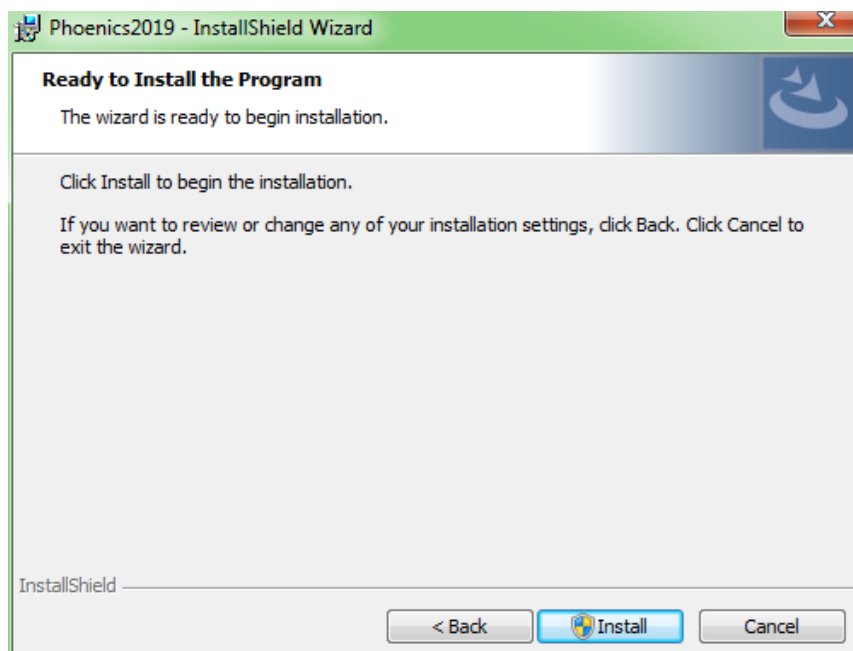 Phoenics2019 - InstallShield Wizard
Ready to Install the Program
The wizard is ready to begin installation.
Click Install to begin the installation.
If you want to review or change any of your installation settings, click Back. Click Cancel to
exit the wizard.
InstallShield
< Back Install Cancel